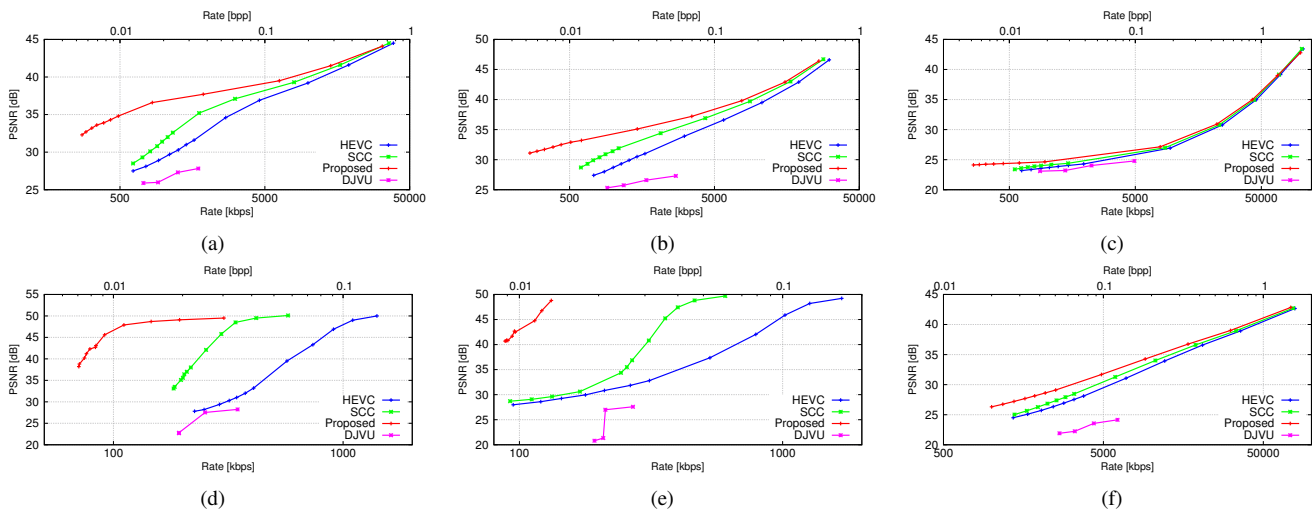 Rate [bpp]
0.01 0.1 1
PSNR [dB]
45
40
35
30
25
HEVC
SCC
Proposed
DJVU
500 5000 50000
Rate [kbps]
(a)
Rate [bpp]
0.01 0.1 1
PSNR [dB]
50
45
40
35
30
25
HEVC
SCC
Proposed
DJVU
500 5000 50000
Rate [kbps]
(b)
Rate [bpp]
0.01 0.1 1
PSNR [dB]
45
40
35
30
25
20
HEVC
SCC
Proposed
DJVU
500 5000 50000
Rate [kbps]
(c)
Rate [bpp]
0.01 0.1
PSNR [dB]
55
50
45
40
35
30
25
20
HEVC
SCC
Proposed
DJVU
100 1000
Rate [kbps]
(d)
Rate [bpp]
0.01 0.1
PSNR [dB]
50
45
40
35
30
25
20
HEVC
SCC
Proposed
DJVU
100 1000
Rate [kbps]
(e)
Rate [bpp]
0.01 0.1 1
PSNR [dB]
45
40
35
30
25
20
HEVC
SCC
Proposed
DJVU
500 5000 50000
Rate [kbps]
(f)